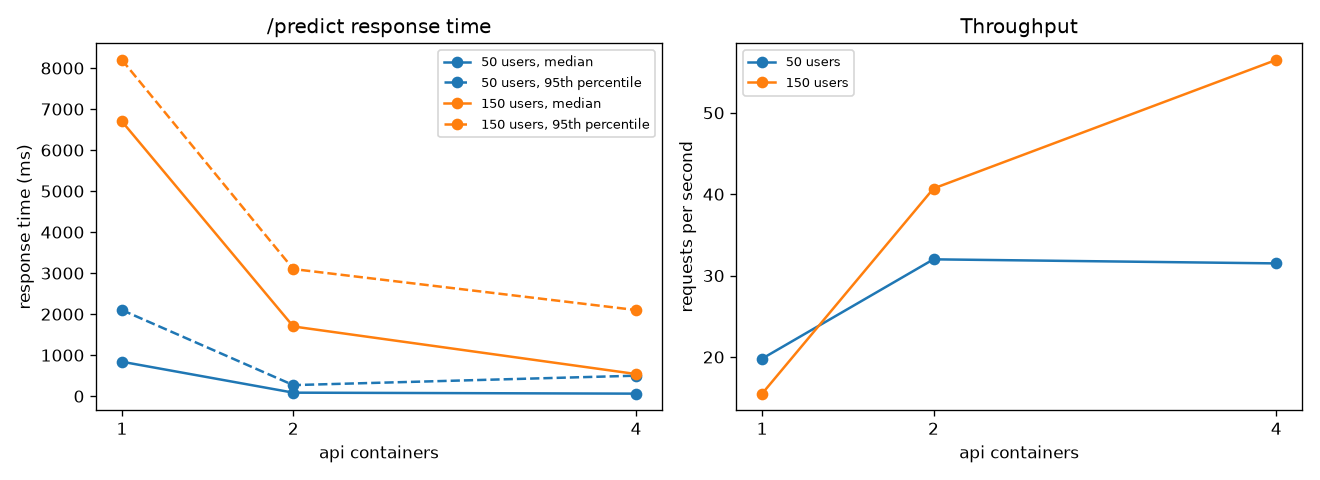 /predict response time
8000
7000
6000
5000
4000
3000
2000
1000
0
response time (ms)
50 users, median
50 users, 95th percentile
150 users, median
150 users, 95th percentile
1 2 4
api containers
Throughput
50 users
150 users
50
40
30
20
requests per second
1 2 4
api containers